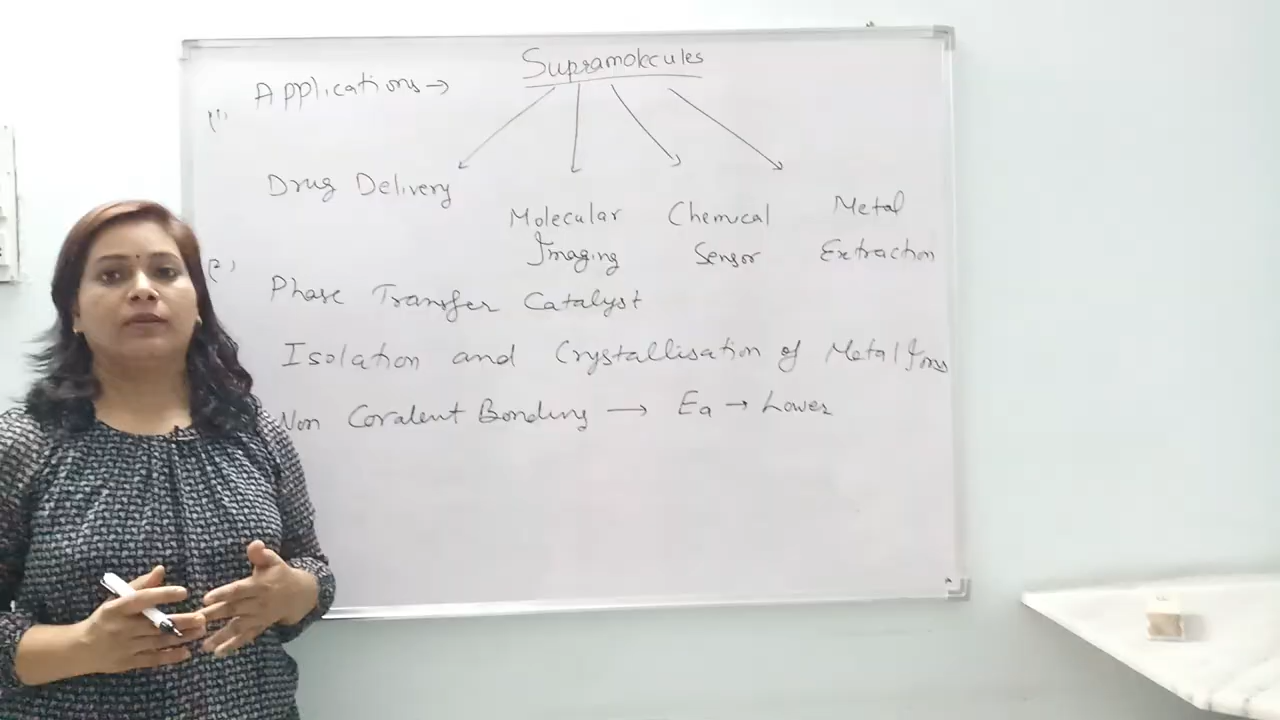 Supramolecules
Applications →
(1)
Drug Delivery
Molecular Imaging
Chemical Sensor
Metal Extraction
(2)
Phase Transfer Catalyst
Isolation and Crystallisation of Metal Ions
Non Covalent Bonding → Ea → Lower